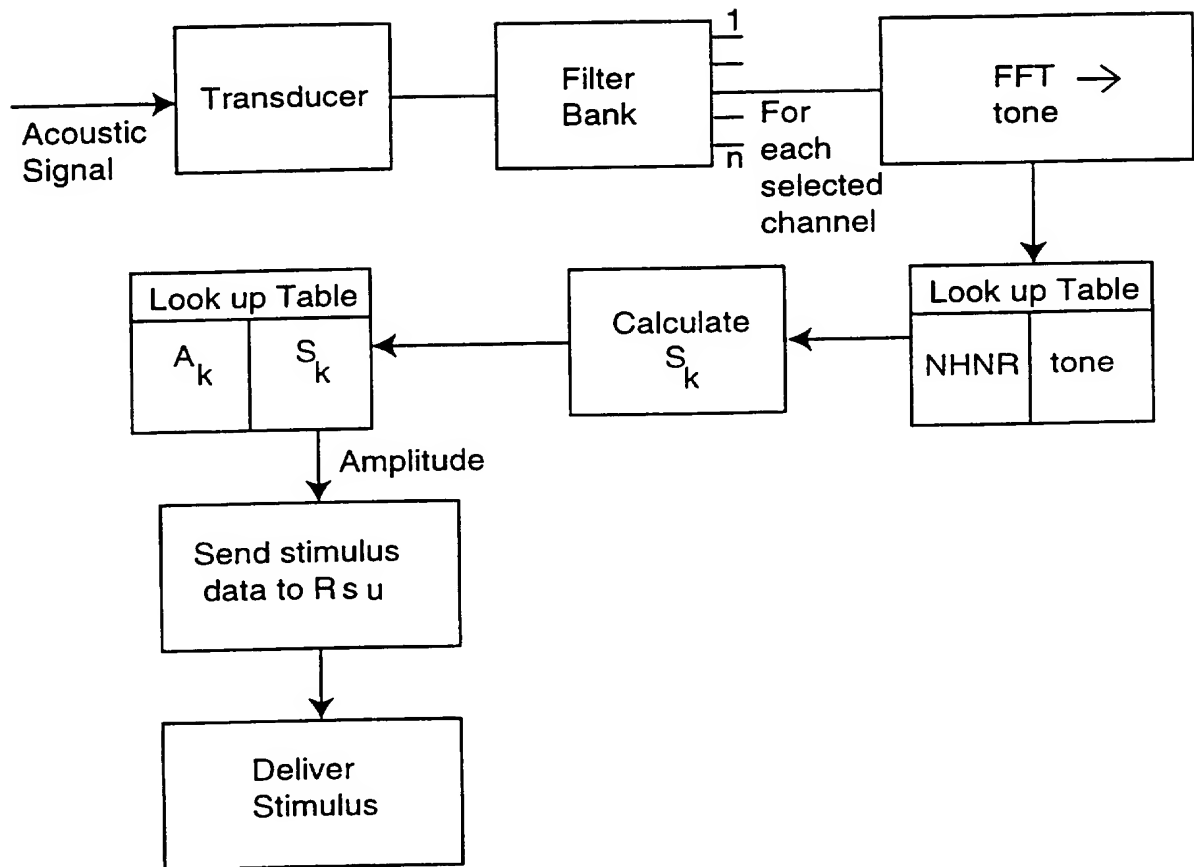 Acoustic
Signal
Transducer
Filter
Bank
1
n
For
each
selected
channel
FFT →
tone
Look up Table
NHNR
tone
Calculate
Sk
Look up Table
Ak
Sk
Amplitude
Send stimulus
data to R s u
Deliver
Stimulus